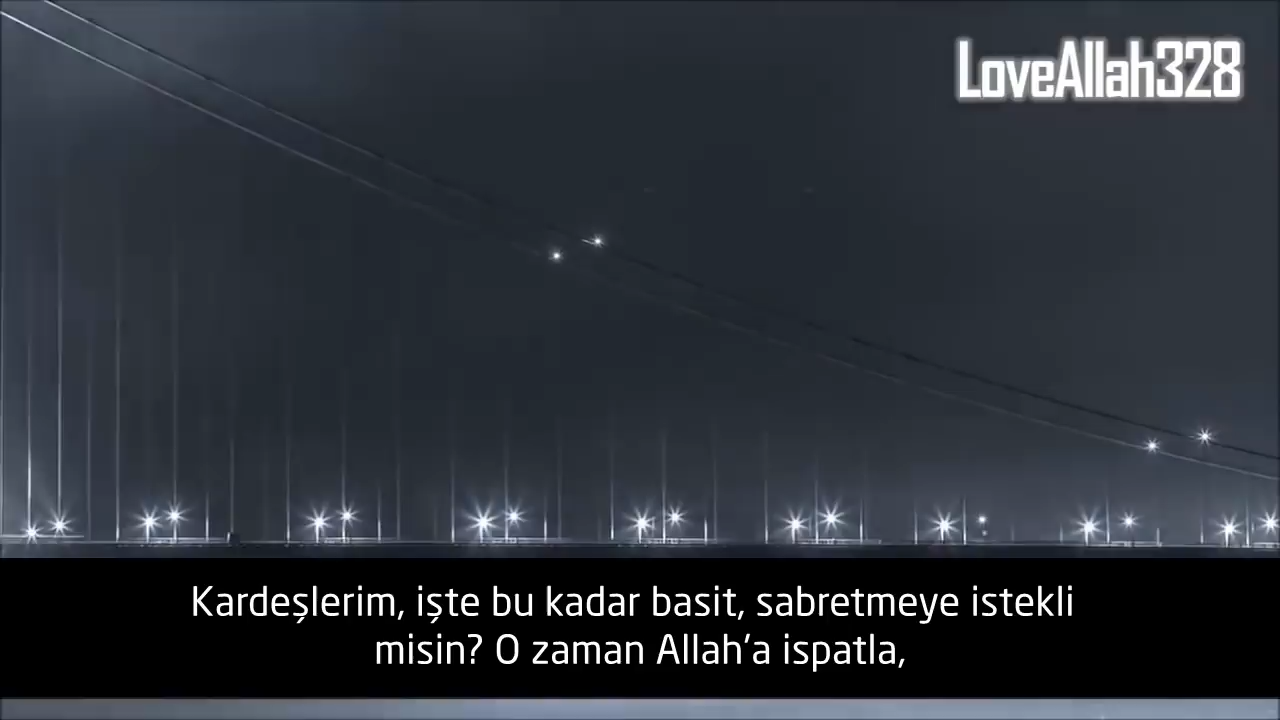 LoveAllah328
Kardeşlerim, işte bu kadar basit, sabretmeye istekli
misin? O zaman Allah'a ispatla,